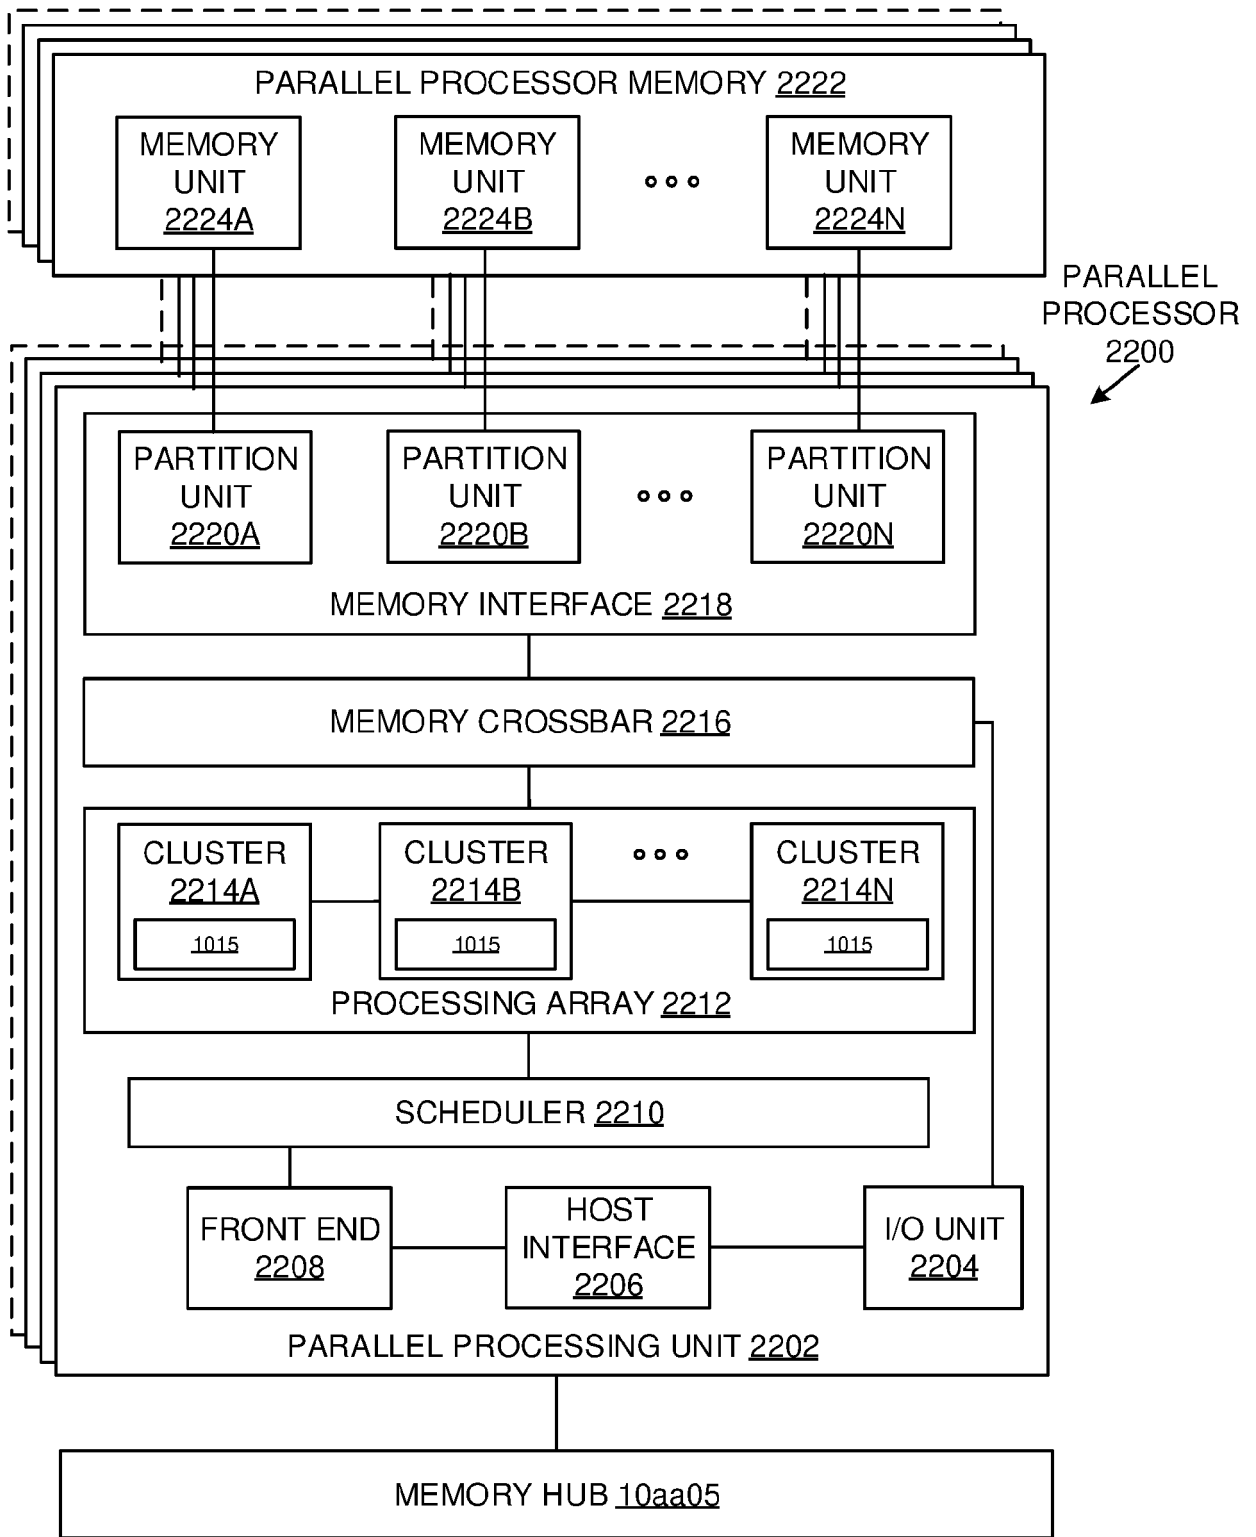 PARALLEL PROCESSOR MEMORY 2222
MEMORY
UNIT
2224A
MEMORY
UNIT
2224B
MEMORY
UNIT
2224N
PARALLEL
PROCESSOR
2200
PARTITION
UNIT
2220A
PARTITION
UNIT
2220B
PARTITION
UNIT
2220N
MEMORY INTERFACE 2218
MEMORY CROSSBAR 2216
CLUSTER
2214A
1015
CLUSTER
2214B
1015
CLUSTER
2214N
1015
PROCESSING ARRAY 2212
SCHEDULER 2210
FRONT END
2208
HOST
INTERFACE
2206
I/O UNIT
2204
PARALLEL PROCESSING UNIT 2202
MEMORY HUB 10aa05